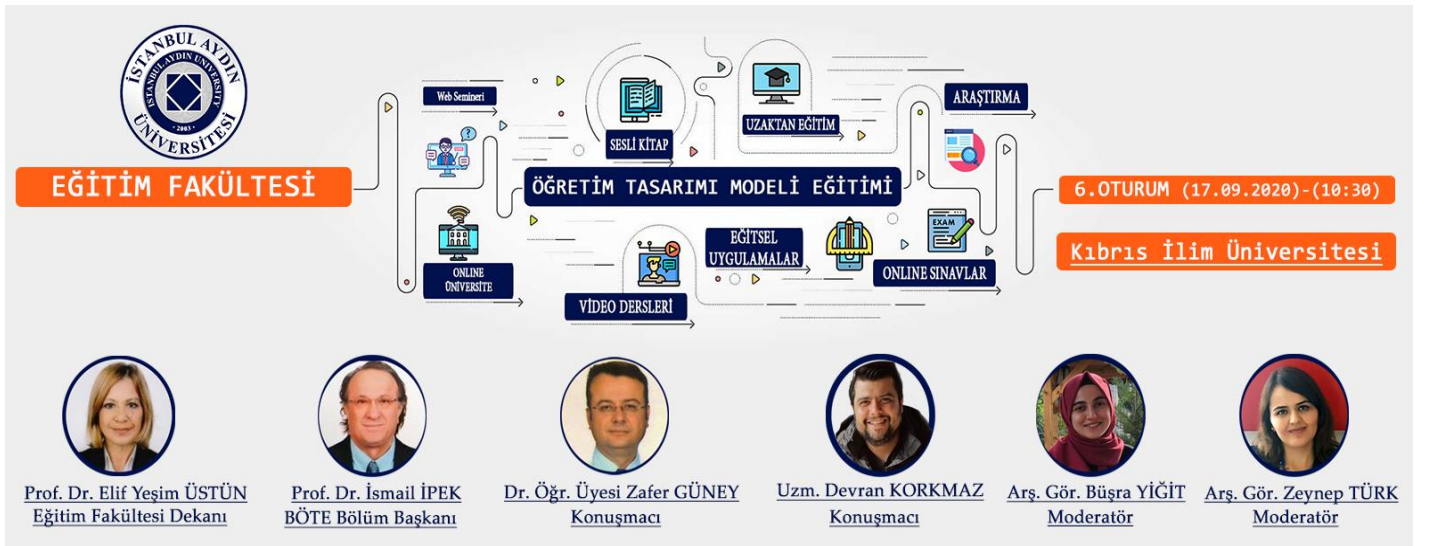 İSTANBUL AYDIN
ÜNİVERSİTESİ
ISTANBUL AYDIN UNIVERSITY
· 2003 ·
EĞİTİM FAKÜLTESİ
Web Semineri
SESLİ KİTAP
UZAKTAN EĞİTİM
ARAŞTIRMA
ÖĞRETİM TASARIMI MODELİ EĞİTİMİ
ONLINE
ÜNİVERSİTE
VİDEO DERSLERİ
EĞİTSEL
UYGULAMALAR
EXAM
ONLINE SINAVLAR
6.OTURUM (17.09.2020)-(10:30)
Kıbrıs İlim Üniversitesi
Prof. Dr. Elif Yeşim ÜSTÜN
Eğitim Fakültesi Dekanı
Prof. Dr. İsmail İPEK
BÖTE Bölüm Başkanı
Dr. Öğr. Üyesi Zafer GÜNEY
Konuşmacı
Uzm. Devran KORKMAZ
Konuşmacı
Arş. Gör. Büşra YİĞİT
Moderatör
Arş. Gör. Zeynep TÜRK
Moderatör